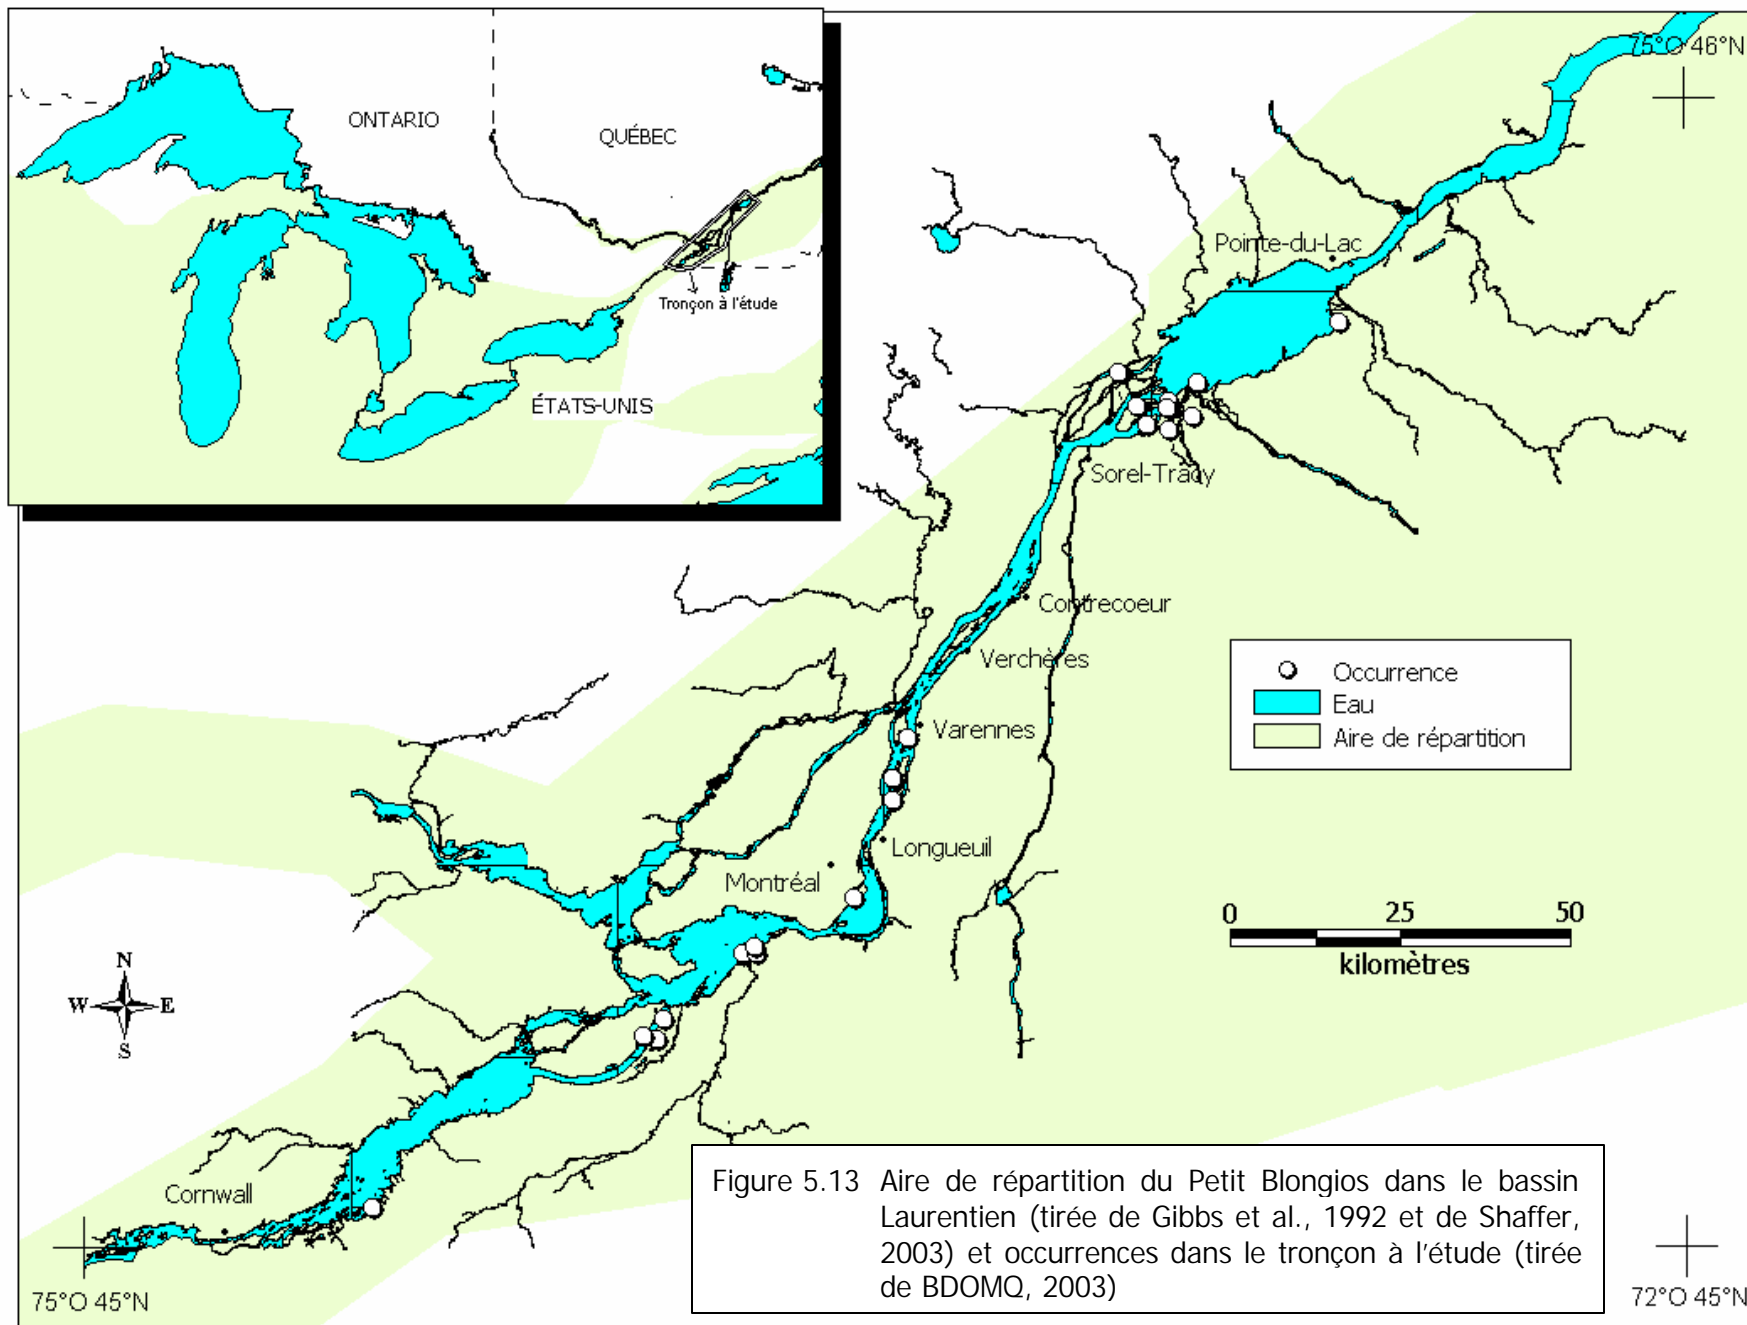 ONTARIO
QUÉBEC
Tronçon à l'étude
ÉTATS-UNIS
75°O 46°N
Pointe-du-Lac
Sorel-Tracy
Contrecoeur
Verchères
Varennes
Longueuil
Montréal
Cornwall
Occurrence
Eau
Aire de répartition
0 25 50
kilomètres
N
W E
S
Figure 5.13 Aire de répartition du Petit Blongios dans le bassin
Laurentien (tirée de Gibbs et al., 1992 et de Shaffer,
2003) et occurrences dans le tronçon à l'étude (tirée
de BDOMQ, 2003)
75°O 45°N
72°O 45°N